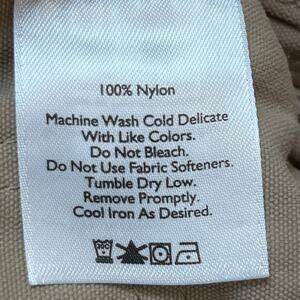 100% Nylon
Machine Wash Cold Delicate
With Like Colors.
Do Not Bleach.
Do Not Use Fabric Softeners.
Tumble Dry Low.
Remove Promptly.
Cool Iron As Desired.